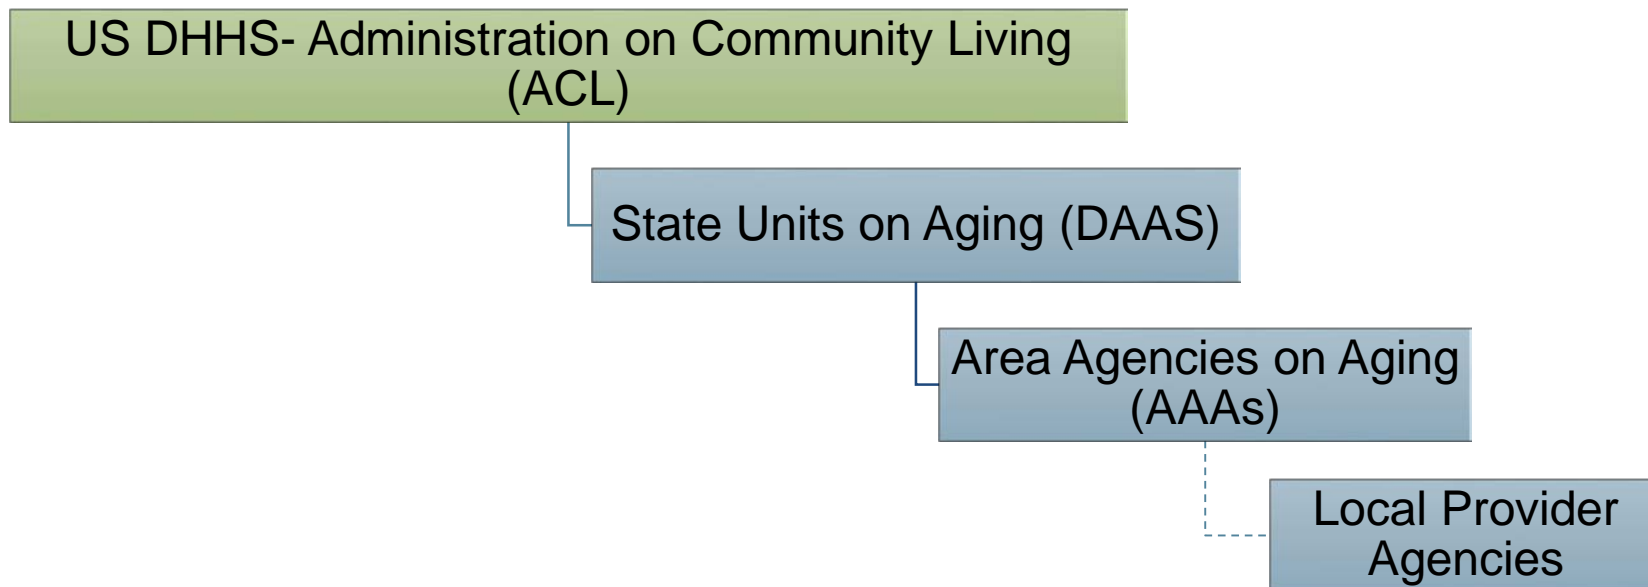 US DHHS- Administration on Community Living
(ACL)
State Units on Aging (DAAS)
Area Agencies on Aging
(AAAs)
Local Provider
Agencies